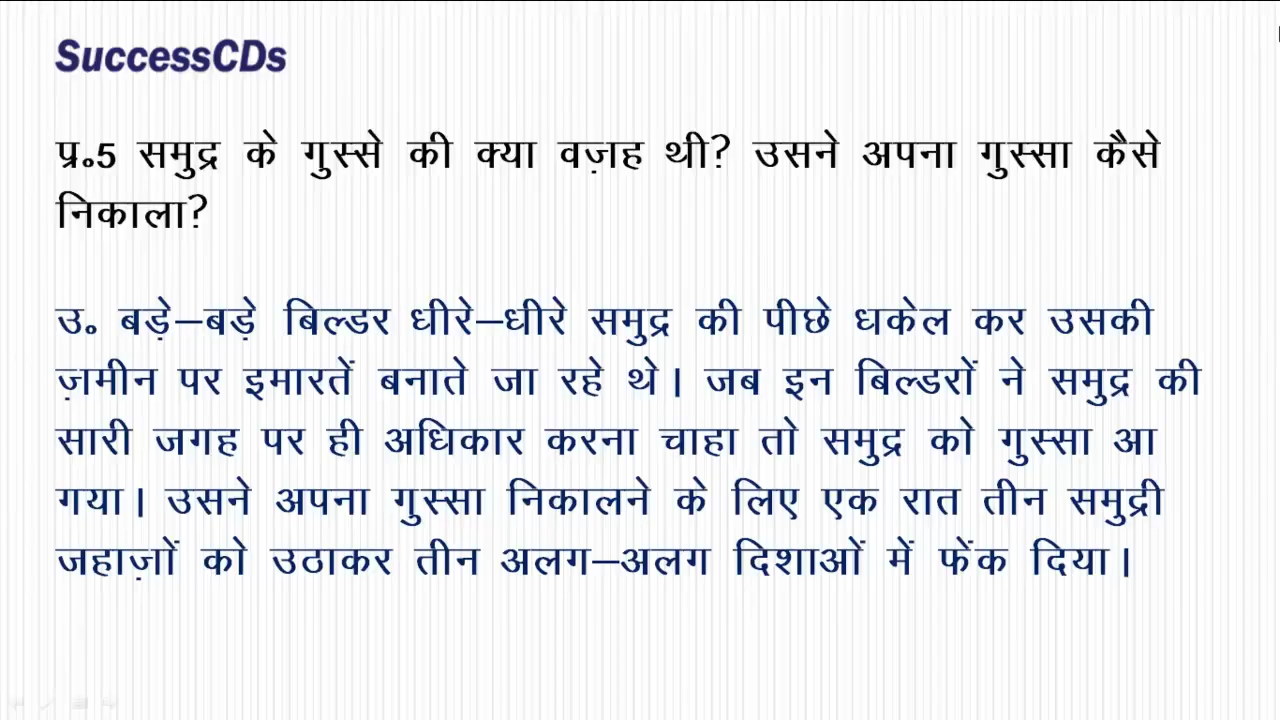 SuccessCDs
प्र॰5 समुद्र के गुस्से की क्या वज़ह थी? उसने अपना गुस्सा कैसे
निकाला?
उ॰ बड़े–बड़े बिल्डर धीरे–धीरे समुद्र की पीछे धकेल कर उसकी
ज़मीन पर इमारतें बनाते जा रहे थे। जब इन बिल्डरों ने समुद्र की
सारी जगह पर ही अधिकार करना चाहा तो समुद्र को गुस्सा आ
गया। उसने अपना गुस्सा निकालने के लिए एक रात तीन समुद्री
जहाज़ों को उठाकर तीन अलग–अलग दिशाओं में फेंक दिया।